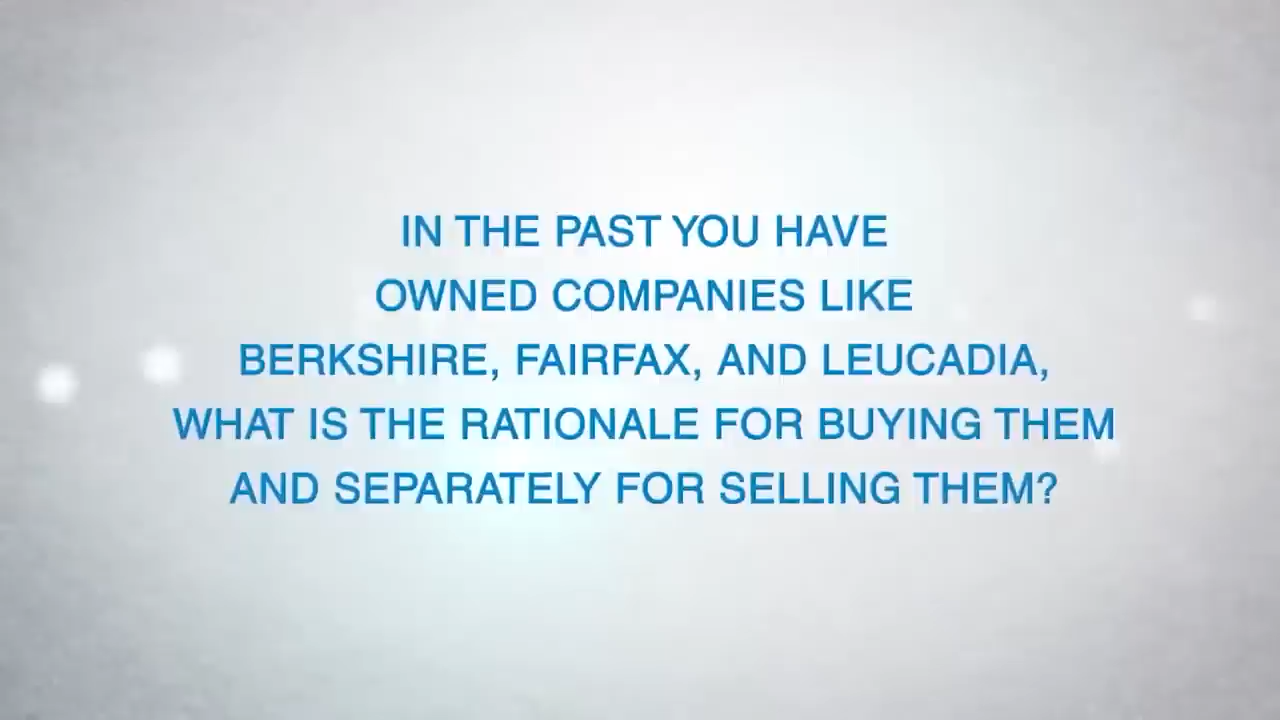 IN THE PAST YOU HAVE
OWNED COMPANIES LIKE
BERKSHIRE, FAIRFAX, AND LEUCADIA,
WHAT IS THE RATIONALE FOR BUYING THEM
AND SEPARATELY FOR SELLING THEM?